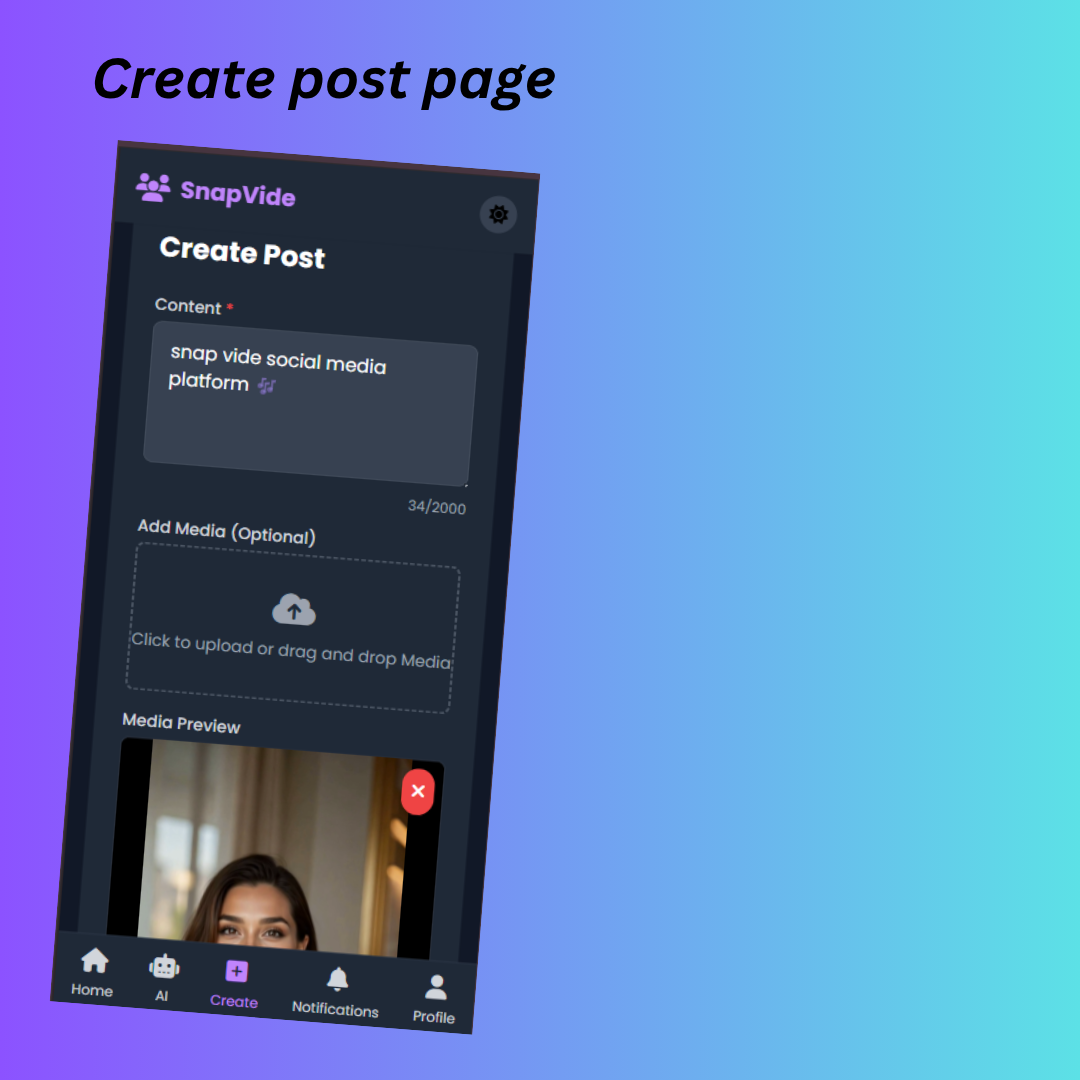 Create post page
SnapVide
Create Post
Content *
snap vide social media
platform 🎶
34/2000
Add Media (Optional)
Click to upload or drag and drop Media
Media Preview
Home
AI
Create
Notifications
Profile